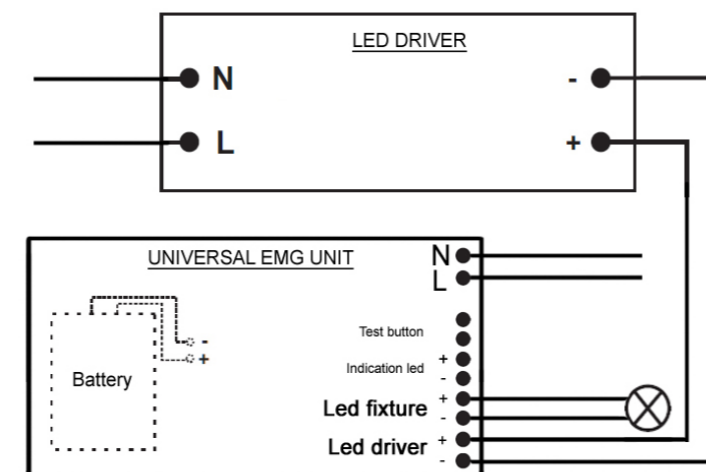 LED DRIVER
N -
L +
UNIVERSAL EMG UNIT
N
L
Test button
-
+
Indication led +
-
Battery
Led fixture +
-
Led driver +
-